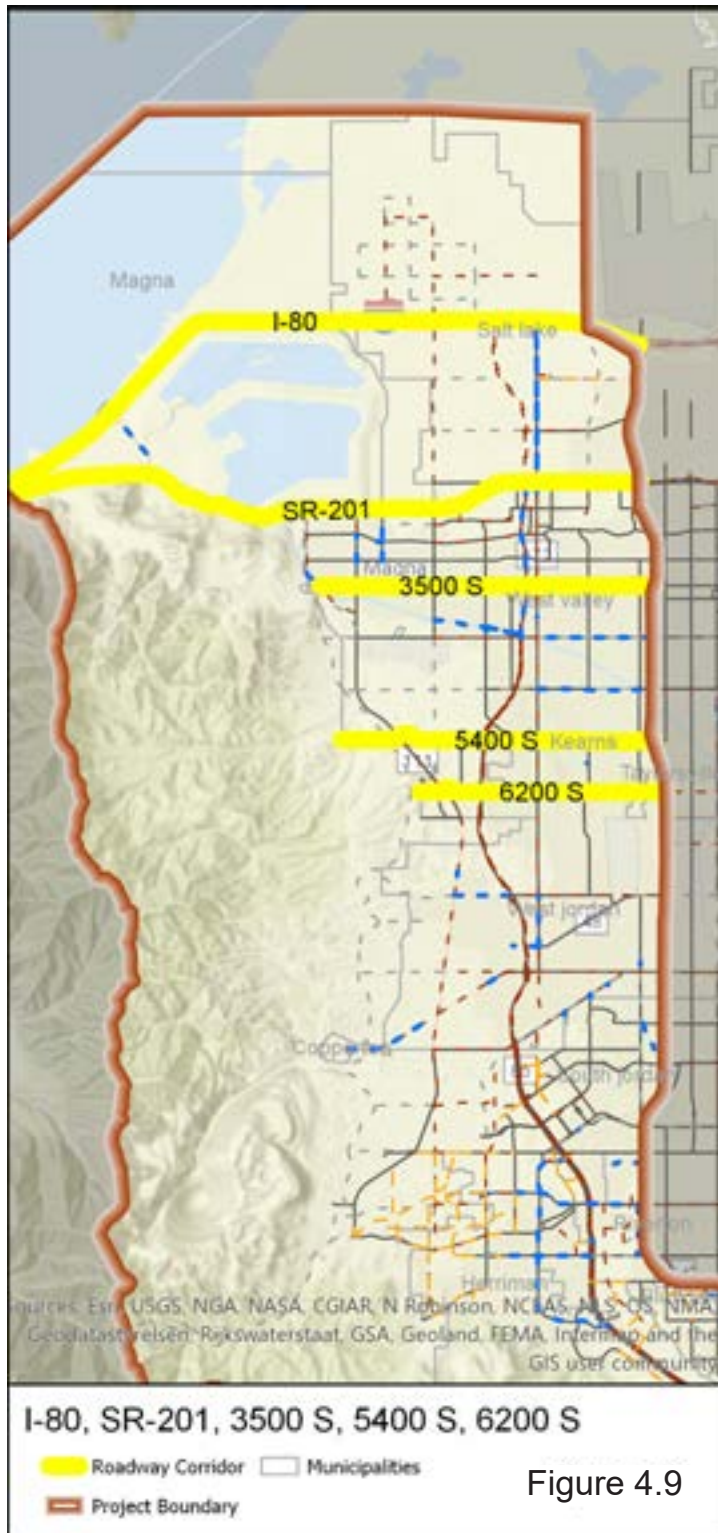 Magna
I-80
Salt lake
SR-201
Magna
3500 S
West valley
5400 S Kearns
6200 S
West jordan
48
South jordan
Herriman
Sources: Esri, USGS, NGA, NASA, CGIAR, N Robinson, NCEAS, NLS, OS, NMA,
Geodatastyrelsen, Rijkswaterstaat, GSA, Geoland, FEMA, Intermap and the
GIS user community
I-80, SR-201, 3500 S, 5400 S, 6200 S
Roadway Corridor
Municipalities
Project Boundary
Figure 4.9